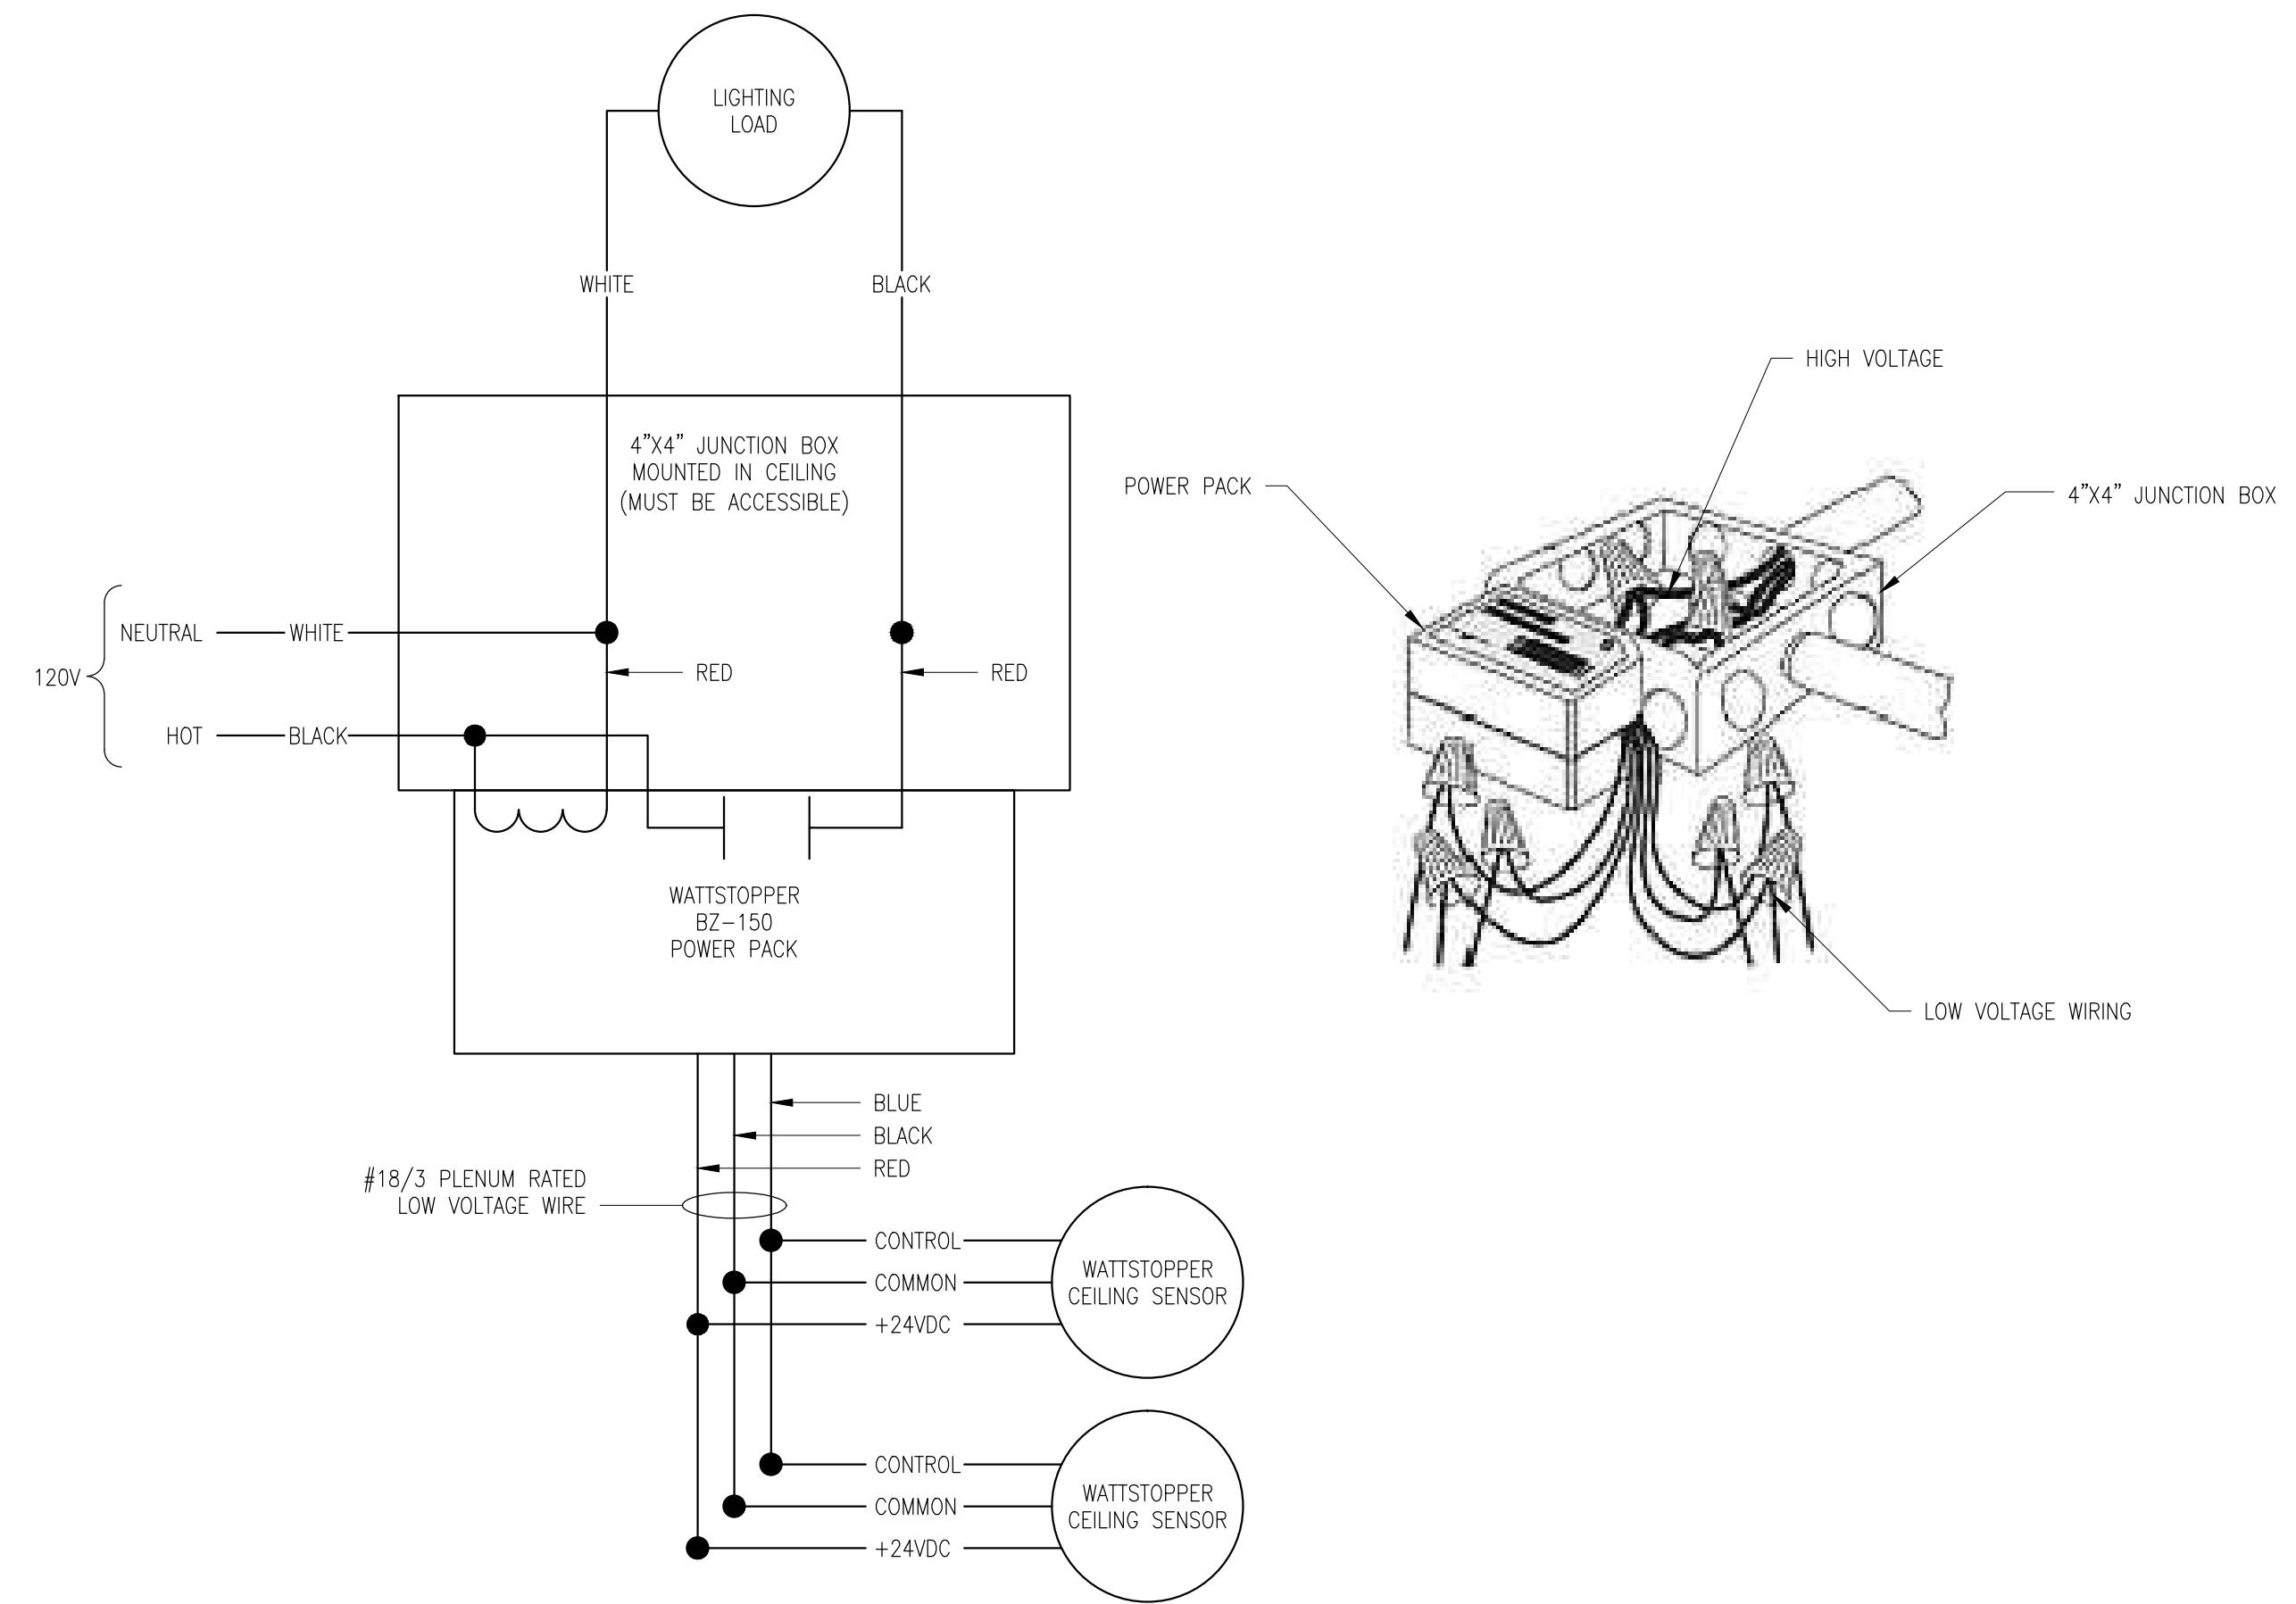 LIGHTING
LOAD
WHITE
BLACK
4"X4" JUNCTION BOX
MOUNTED IN CEILING
(MUST BE ACCESSIBLE)
120V
NEUTRAL
WHITE
HOT
BLACK
RED
RED
WATTSTOPPER
BZ-150
POWER PACK
BLUE
BLACK
RED
#18/3 PLENUM RATED
LOW VOLTAGE WIRE
CONTROL
COMMON
+24VDC
WATTSTOPPER
CEILING SENSOR
CONTROL
COMMON
+24VDC
WATTSTOPPER
CEILING SENSOR
HIGH VOLTAGE
POWER PACK
4"X4" JUNCTION BOX
LOW VOLTAGE WIRING